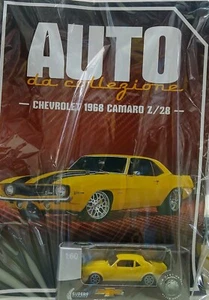 AUTO
da collezione
CHEVROLET 1968 CAMARO Z/28